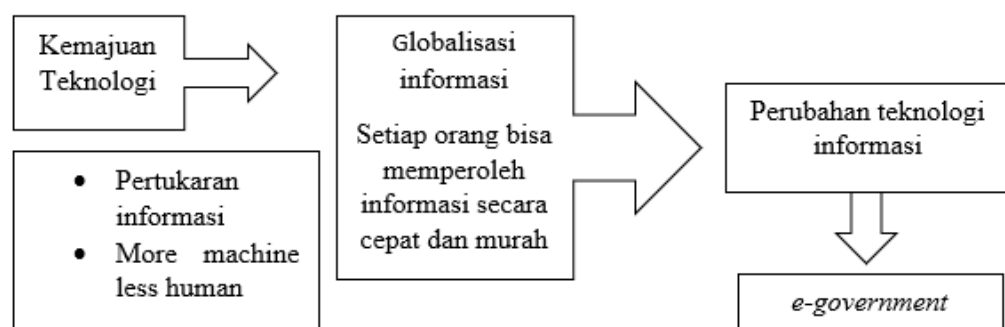 Kemajuan
Teknologi
• Pertukaran
informasi
• More machine
less human
Globalisasi
informasi
Setiap orang bisa
memperoleh
informasi secara
cepat dan murah
Perubahan teknologi
informasi
e-government